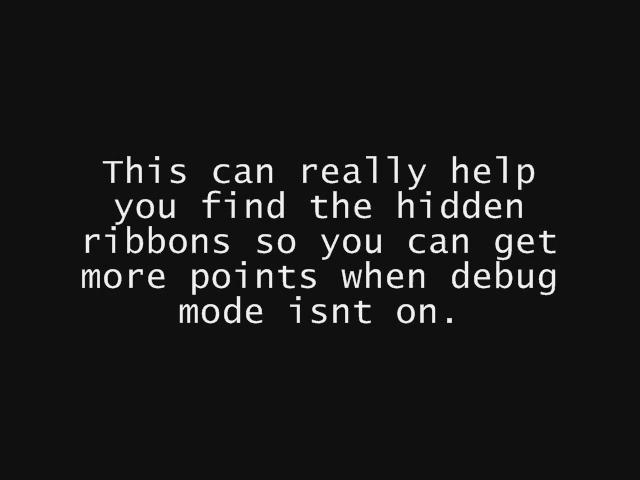 This can really help
you find the hidden
ribbons so you can get
more points when debug
mode isnt on.